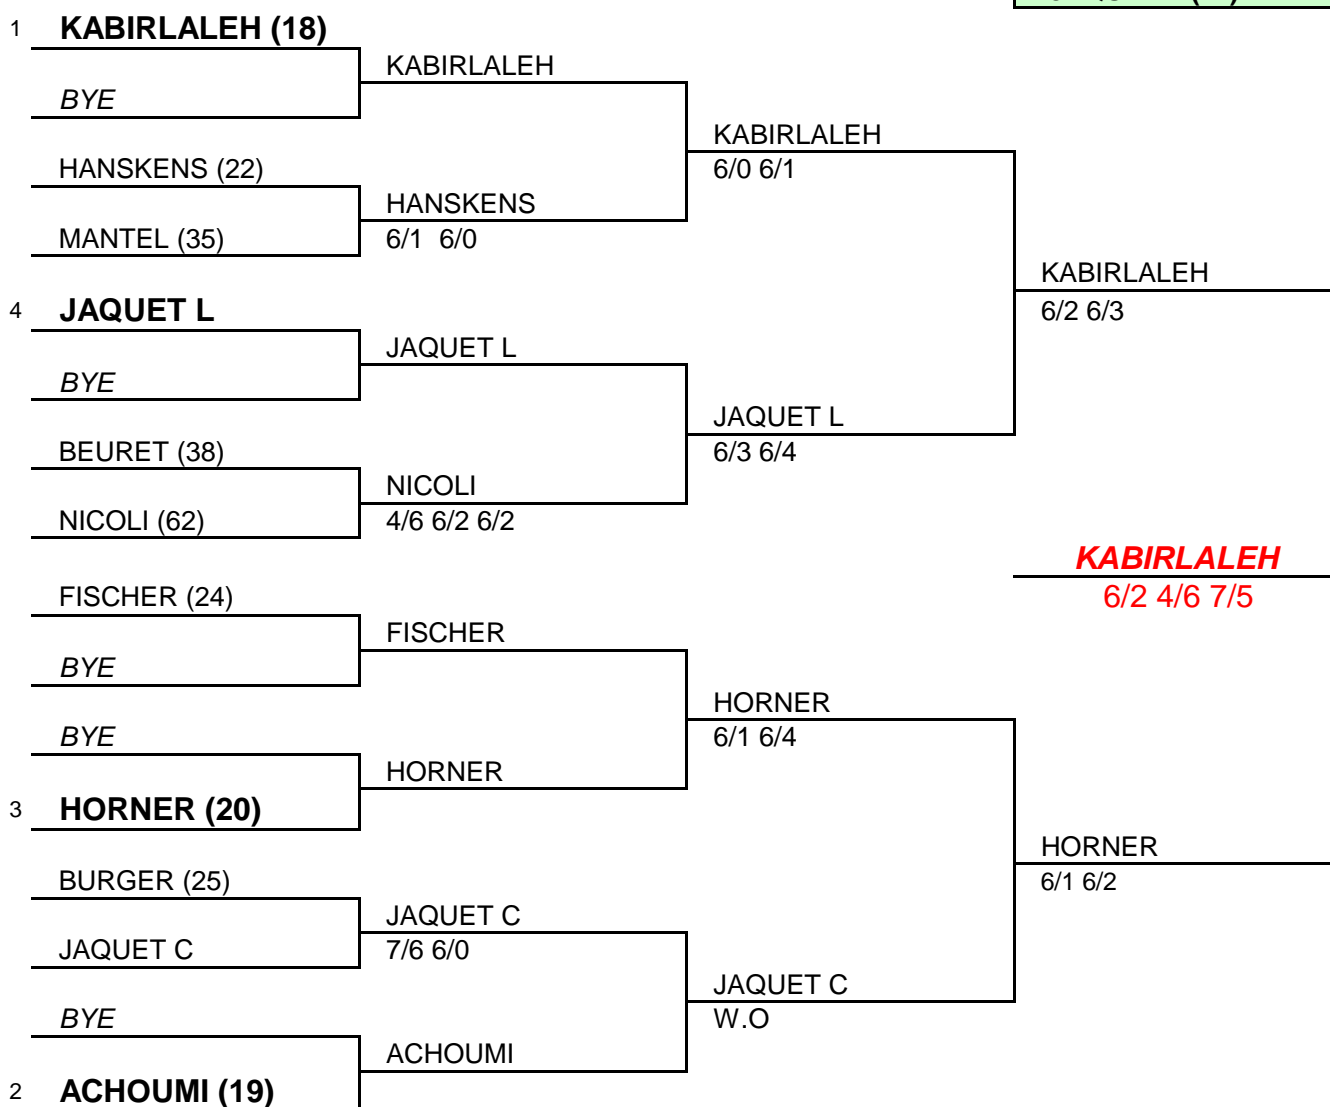 1 KABIRLALEH (18)
KABIRLALEH
BYE
KABIRLALEH
HANSKENS (22)
6/0 6/1
HANSKENS
MANTEL (35)
6/1 6/0
KABIRLALEH
4 JAQUET L
6/2 6/3
JAQUET L
BYE
JAQUET L
BEURET (38)
6/3 6/4
NICOLI
NICOLI (62)
4/6 6/2 6/2
KABIRLALEH
FISCHER (24)
6/2 4/6 7/5
FISCHER
BYE
HORNER
BYE
6/1 6/4
HORNER
3 HORNER (20)
HORNER
BURGER (25)
6/1 6/2
JAQUET C
JAQUET C
7/6 6/0
JAQUET C
BYE
W.O
ACHOUMI
2 ACHOUMI (19)